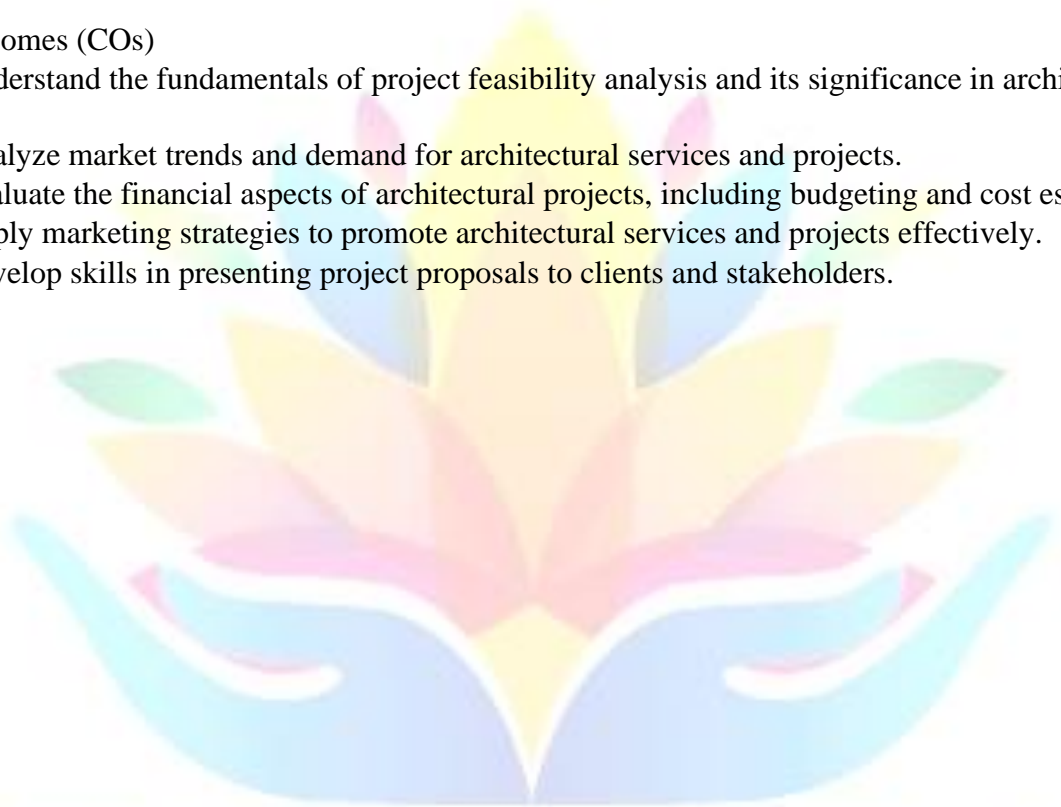 omes (COs)
derstand the fundamentals of project feasibility analysis and its significance in archi
alyze market trends and demand for architectural services and projects.
aluate the financial aspects of architectural projects, including budgeting and cost es
ply marketing strategies to promote architectural services and projects effectively.
velop skills in presenting project proposals to clients and stakeholders.